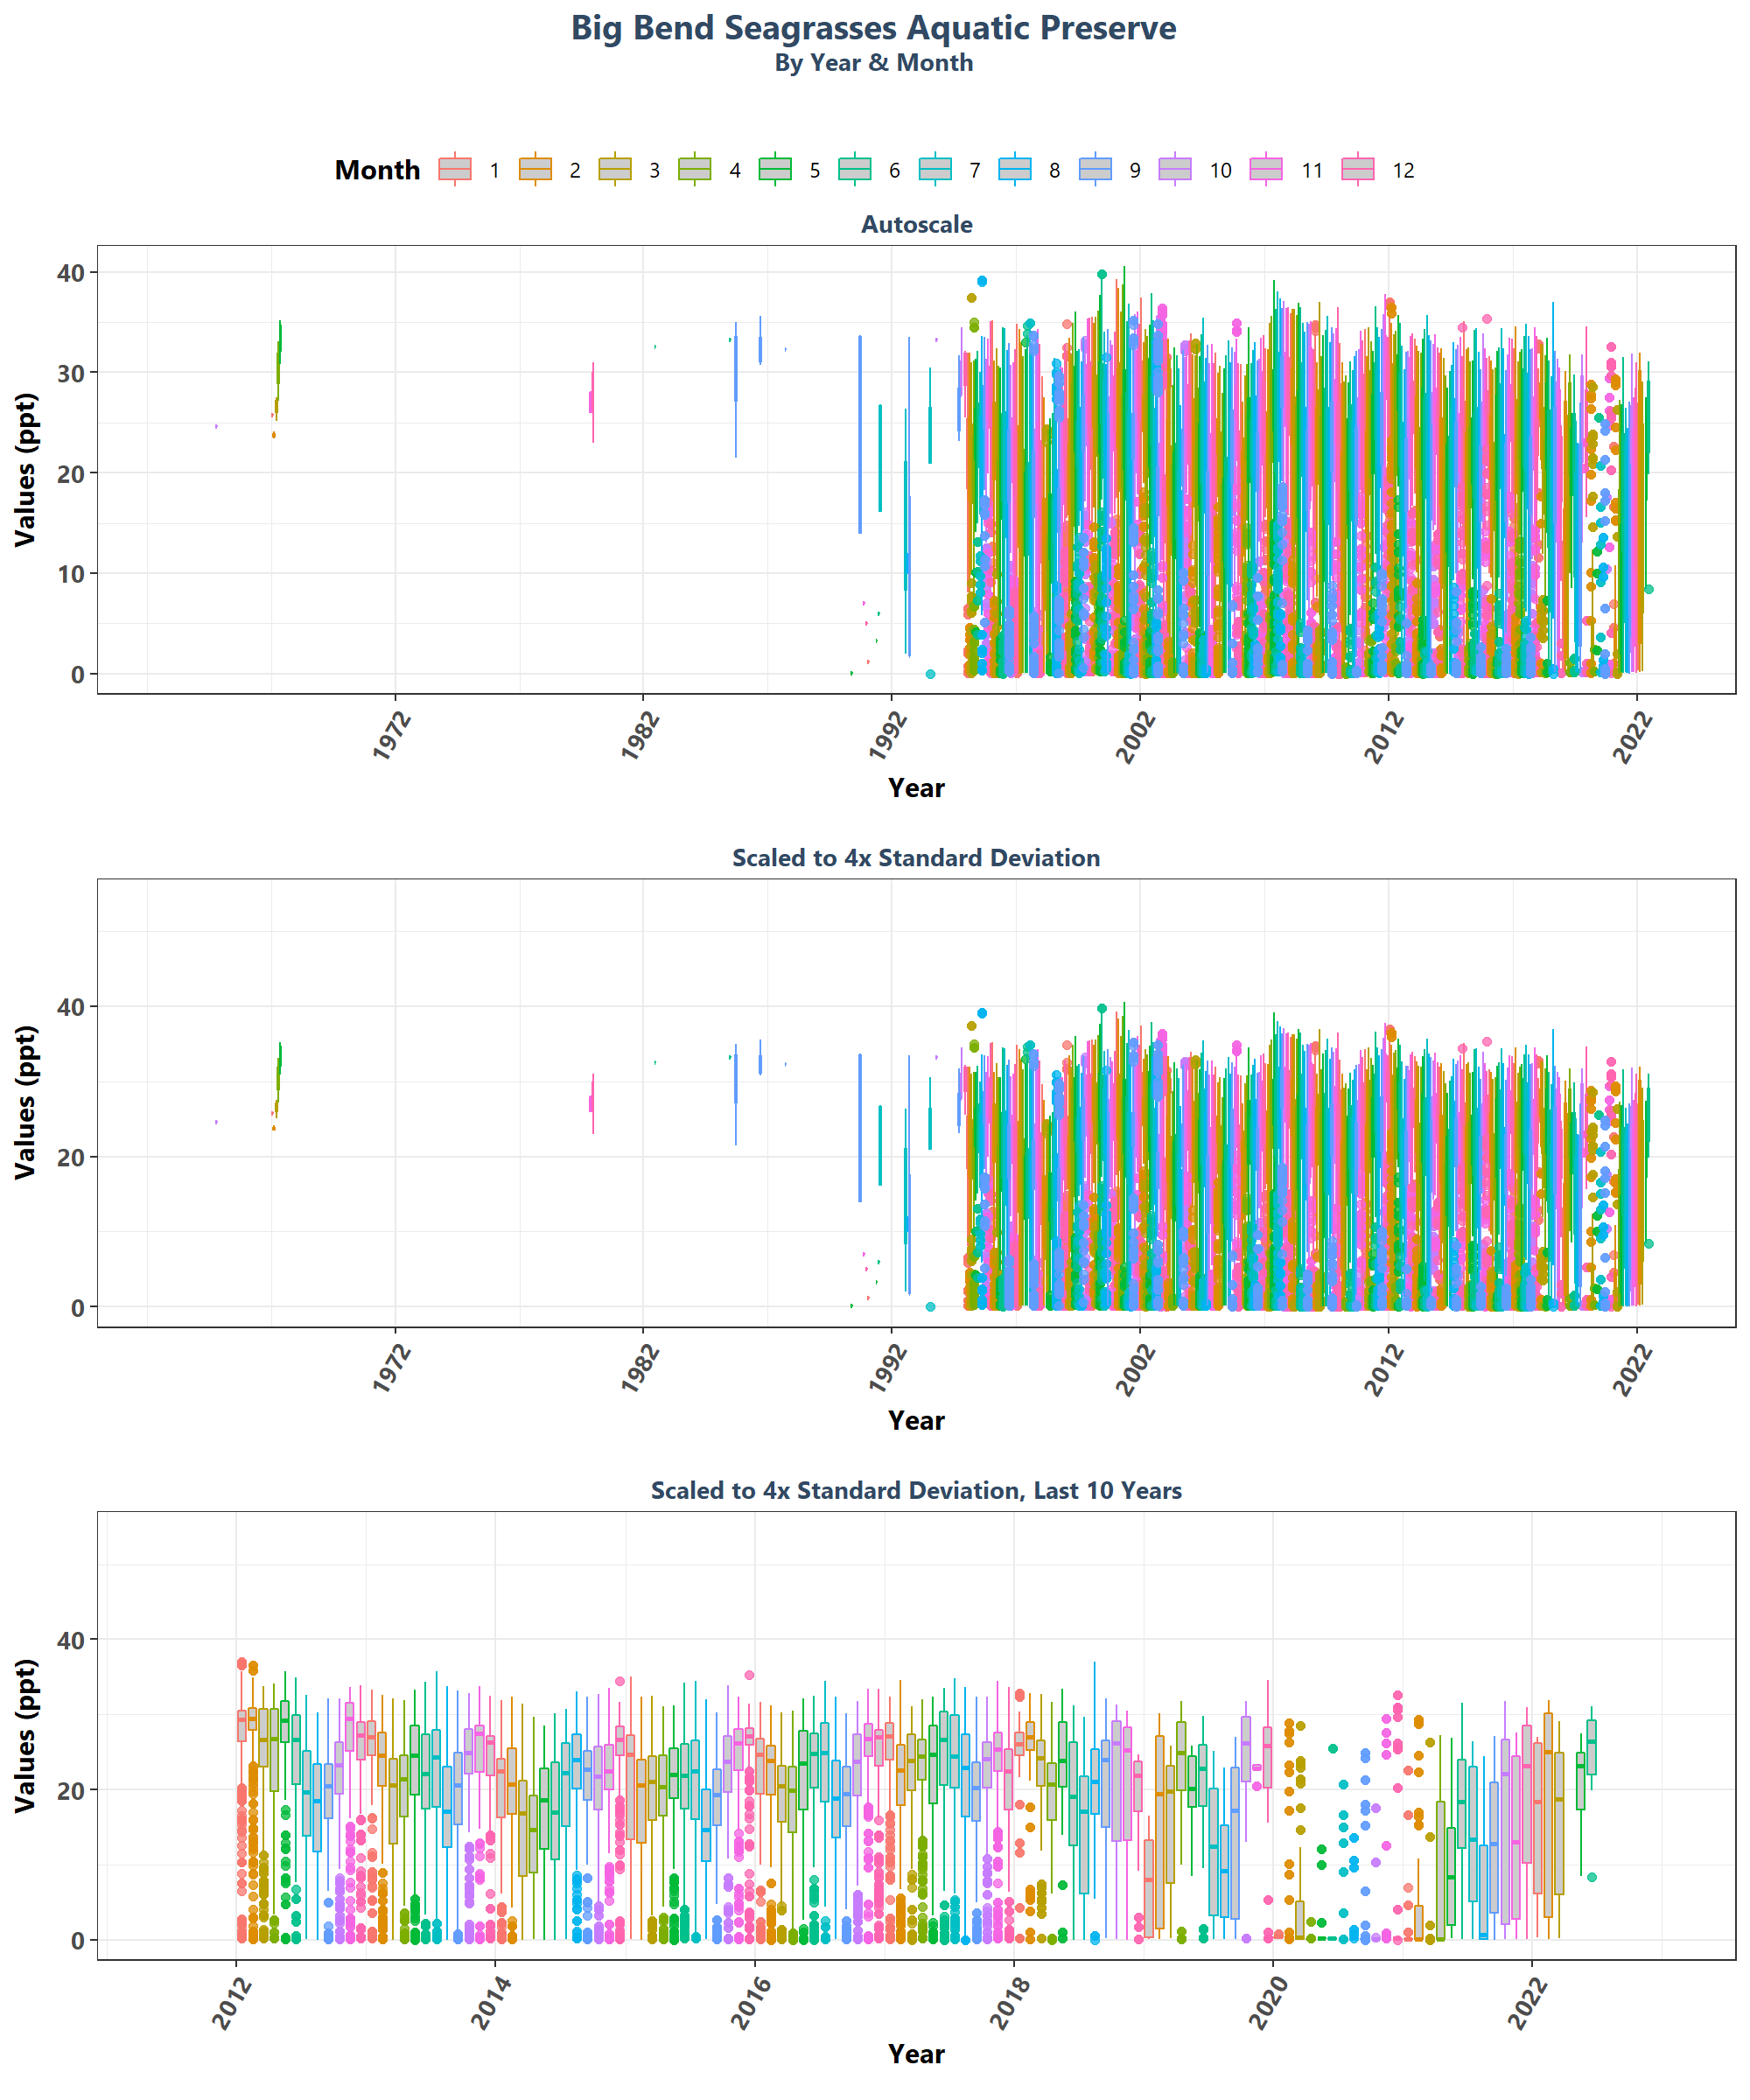 Big Bend Seagrasses Aquatic Preserve
By Year & Month
Month 1 2 3 4 5 6 7 8 9 10 11 12
Autoscale
Values (ppt)
40
30
20
10
0
1972 1982 1992 2002 2012 2022
Year
Scaled to 4x Standard Deviation
Values (ppt)
40
20
0
1972 1982 1992 2002 2012 2022
Year
Scaled to 4x Standard Deviation, Last 10 Years
Values (ppt)
40
20
0
2012 2014 2016 2018 2020 2022
Year